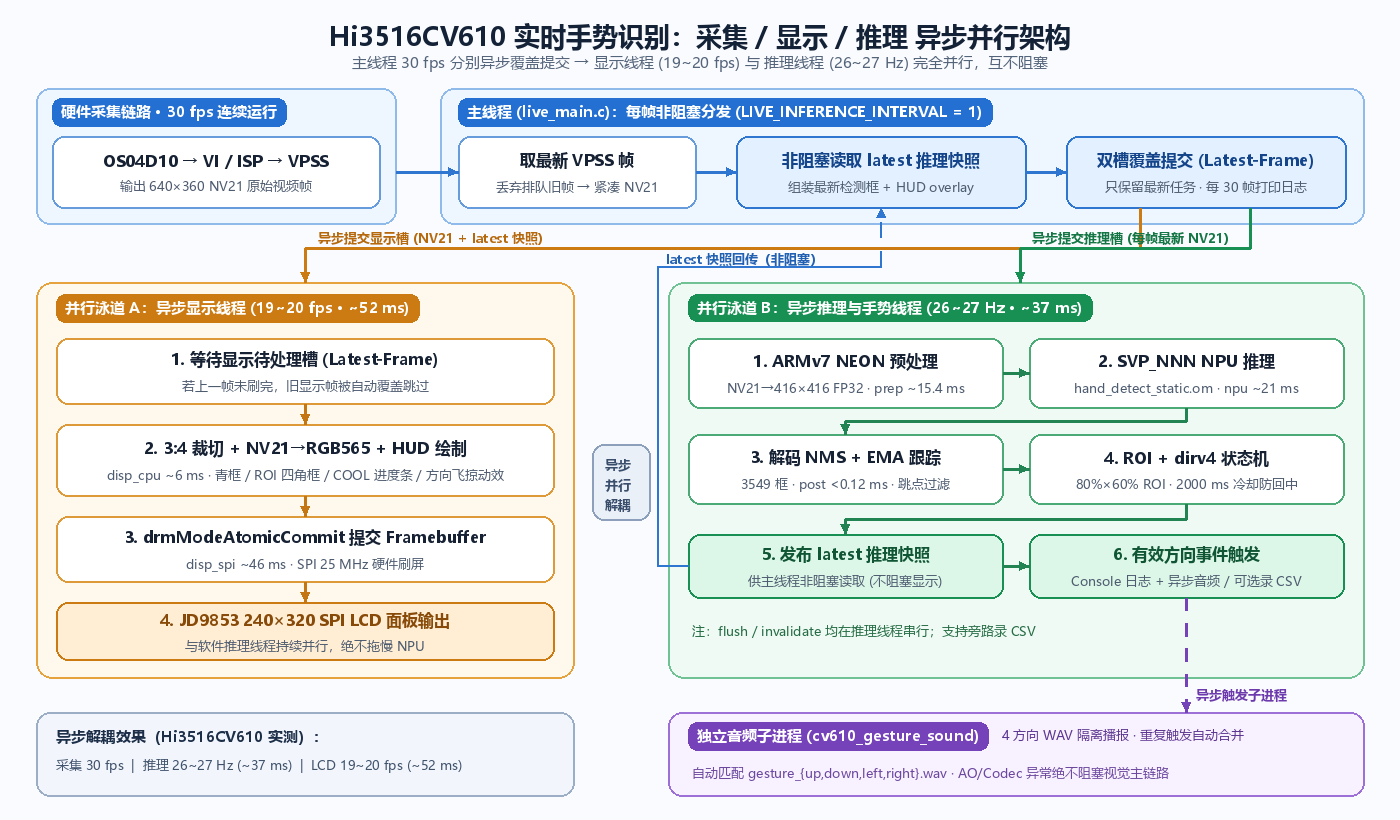 Hi3516CV610 实时手势识别：采集 / 显示 / 推理 异步并行架构
主线程 30 fps 分别异步覆盖提交 → 显示线程 (19~20 fps) 与 推理线程 (26~27 Hz) 完全并行，互不阻塞
硬件采集链路 · 30 fps 连续运行
OS04D10 → VI / ISP → VPSS
输出 640×360 NV21 原始视频帧
主线程 (live_main.c)：每帧非阻塞分发 (LIVE_INFERENCE_INTERVAL = 1)
取最新 VPSS 帧
丢弃排队旧帧 → 紧凑 NV21
非阻塞读取 latest 推理快照
组装最新检测框 + HUD overlay
双槽覆盖提交 (Latest-Frame)
只保留最新任务 · 每 30 帧打印日志
异步提交显示槽 (NV21 + latest 快照)
异步提交推理槽 (每帧最新 NV21)
latest 快照回传（非阻塞）
并行泳道 A：异步显示线程 (19~20 fps · ~52 ms)
1. 等待显示待处理槽 (Latest-Frame)
若上一帧未刷完，旧显示帧被自动覆盖跳过
2. 3:4 裁切 + NV21→RGB565 + HUD 绘制
disp_cpu ~6 ms · 青框 / ROI 四角框 / COOL 进度条 / 方向飞掠动效
3. drmModeAtomicCommit 提交 Framebuffer
disp_spi ~46 ms · SPI 25 MHz 硬件刷屏
4. JD9853 240×320 SPI LCD 面板输出
与软件推理线程持续并行，绝不拖慢 NPU
异步
并行
解耦
并行泳道 B：异步推理与手势线程 (26~27 Hz · ~37 ms)
1. ARMv7 NEON 预处理
NV21→416×416 FP32 · prep ~15.4 ms
2. SVP_NNN NPU 推理
hand_detect_static.om · npu ~21 ms
3. 解码 NMS + EMA 跟踪
3549 框 · post <0.12 ms · 跳点过滤
4. ROI + dirv4 状态机
80%×60% ROI · 2000 ms 冷却防回中
5. 发布 latest 推理快照
供主线程非阻塞读取 (不阻塞显示)
6. 有效方向事件触发
Console 日志 + 异步音频 / 可选录 CSV
注：flush / invalidate 均在推理线程串行；支持旁路录 CSV
异步触发子进程
异步解耦效果（Hi3516CV610 实测）：
采集 30 fps | 推理 26~27 Hz (~37 ms) | LCD 19~20 fps (~52 ms)
独立音频子进程 (cv610_gesture_sound)
4 方向 WAV 隔离播报 · 重复触发自动合并
自动匹配 gesture_{up,down,left,right}.wav · AO/Codec 异常绝不阻塞视觉主链路